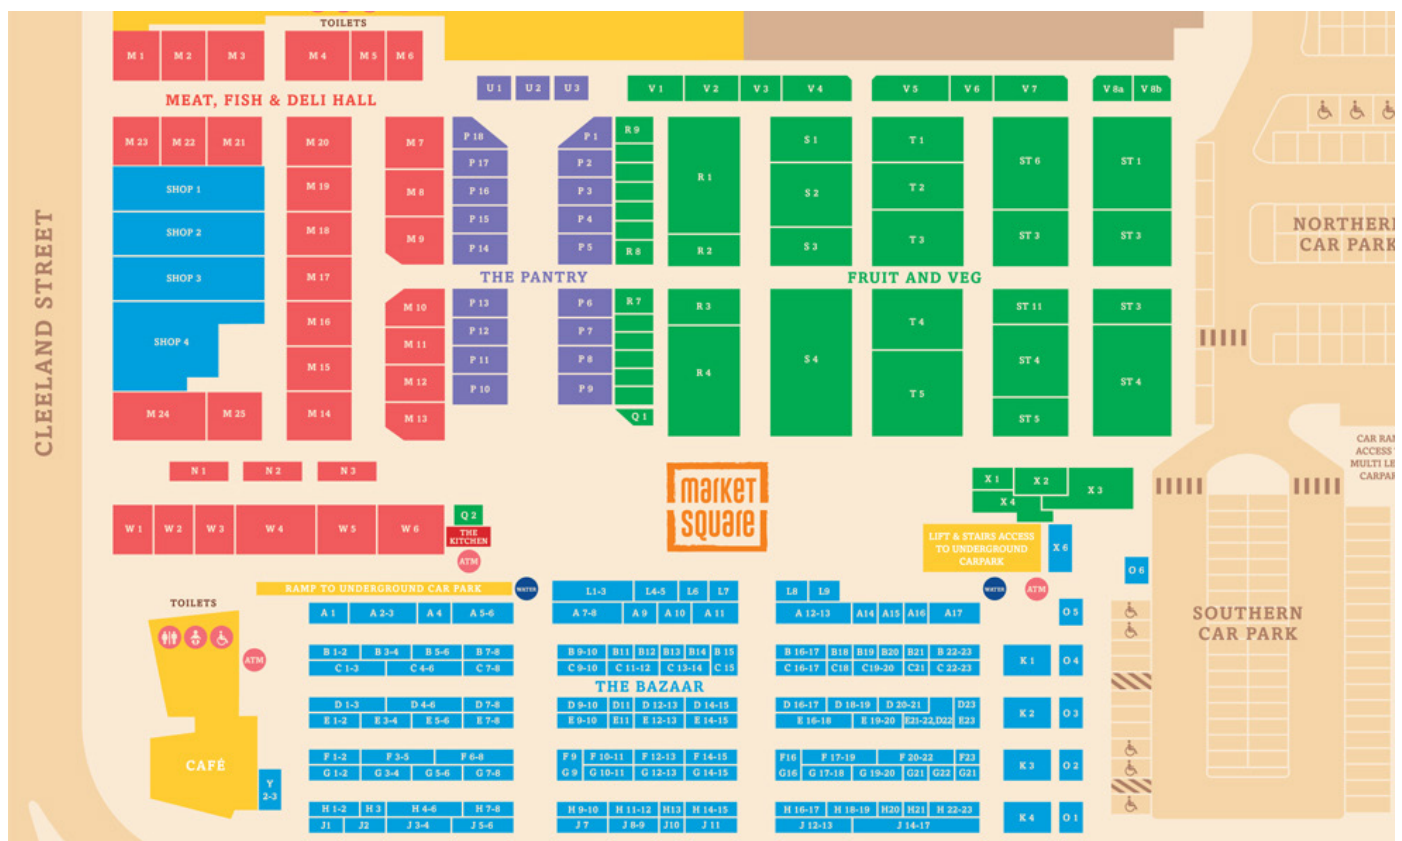 TOILETS
M 1
M 2
M 3
M 4
M 5
M 6
U 1
U 2
U 3
V 1
V 2
V 3
V 4
V 5
V 6
V 7
V 8a
V 8b
MEAT, FISH & DELI HALL
M 23
M 22
M 21
M 20
M 7
P 18
P 1
R 9
R 1
S 1
T 1
ST 6
ST 1
P 17
P 2
SHOP 1
M 19
M 8
P 16
P 3
S 2
T 2
P 15
P 4
SHOP 2
M 18
M 9
P 14
P 5
R 8
R 2
S 3
T 3
ST 3
ST 3
NORTHERN
CAR PARK
CLEELAND STREET
SHOP 3
M 17
THE PANTRY
FRUIT AND VEG
M 10
P 13
P 6
R 7
R 3
S 4
T 4
ST 11
ST 3
M 16
P 12
P 7
SHOP 4
M 11
P 11
P 8
R 4
ST 4
ST 4
M 15
M 12
P 10
P 9
T 5
M 24
M 25
M 14
M 13
Q 1
ST 5
N 1
N 2
N 3
market
square
X 1
X 2
X 3
X 4
CAR RA
ACCESS
MULTI LE
CARPA
W 1
W 2
W 3
W 4
W 5
W 6
Q 2
THE
KITCHEN
ATM
LIFT & STAIRS ACCESS
TO UNDERGROUND
CARPARK
X 6
O 6
RAMP TO UNDERGROUND CAR PARK
WATER
L1-3
L4-5
L6
L7
L8
L9
WATER
ATM
TOILETS
A 1
A 2-3
A 4
A 5-6
A 7-8
A 9
A 10
A 11
A 12-13
A14
A15
A16
A17
O 5
SOUTHERN
CAR PARK
ATM
B 1-2
B 3-4
B 5-6
B 7-8
B 9-10
B11
B12
B13
B14
B 15
B 16-17
B18
B19
B20
B21
B 22-23
C 1-3
C 4-6
C 7-8
C 9-10
C 11-12
C 13-14
C 15
C 16-17
C18
C19-20
C21
C 22-23
K 1
O 4
THE BAZAAR
D 1-3
D 4-6
D 7-8
D 9-10
D11
D 12-13
D 14-15
D 16-17
D 18-19
D 20-21
D23
E 1-2
E 3-4
E 5-6
E 7-8
E 9-10
E11
E 12-13
E 14-15
E 16-18
E 19-20
E21-22,D22
E23
K 2
O 3
CAFÉ
F 1-2
F 3-5
F 6-8
F 9
F 10-11
F 12-13
F 14-15
F16
F 17-19
F 20-22
F23
G 1-2
G 3-4
G 5-6
G 7-8
G 9
G 10-11
G 12-13
G 14-15
G16
G 17-18
G 19-20
G21
G22
G21
K 3
O 2
Y
2-3
H 1-2
H 3
H 4-6
H 7-8
H 9-10
H 11-12
H13
H 14-15
H 16-17
H 18-19
H20
H21
H 22-23
J1
J2
J 3-4
J 5-6
J 7
J 8-9
J10
J 11
J 12-13
J 14-17
K 4
O 1